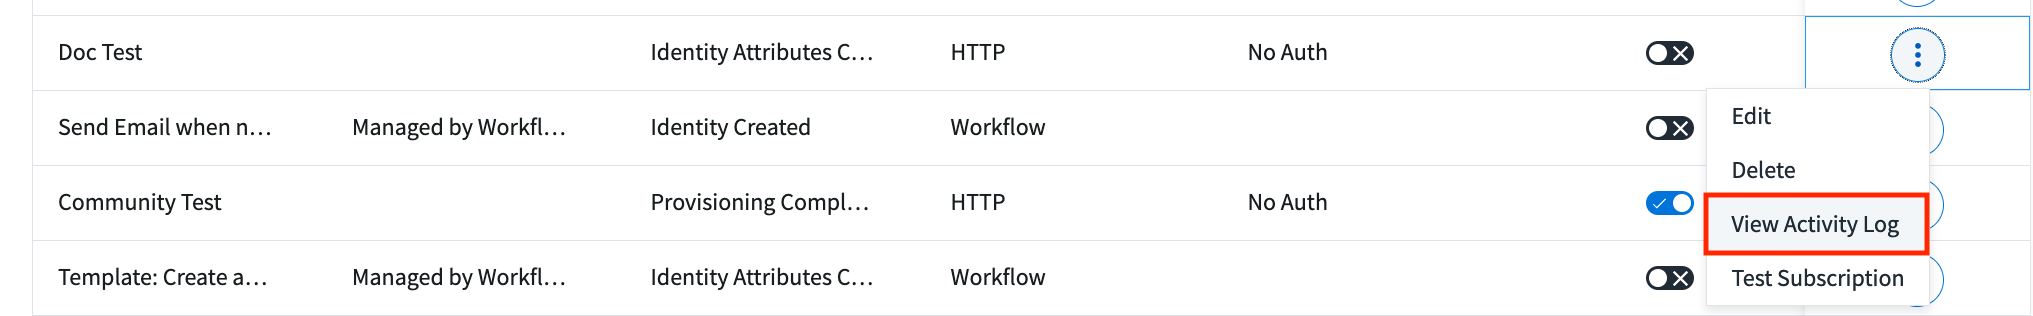 Doc Test Identity Attributes C... HTTP No Auth
Edit
Send Email when n... Managed by Workfl... Identity Created Workflow
Delete
Community Test Provisioning Compl... HTTP No Auth
View Activity Log
Template: Create a... Managed by Workfl... Identity Attributes C... Workflow
Test Subscription